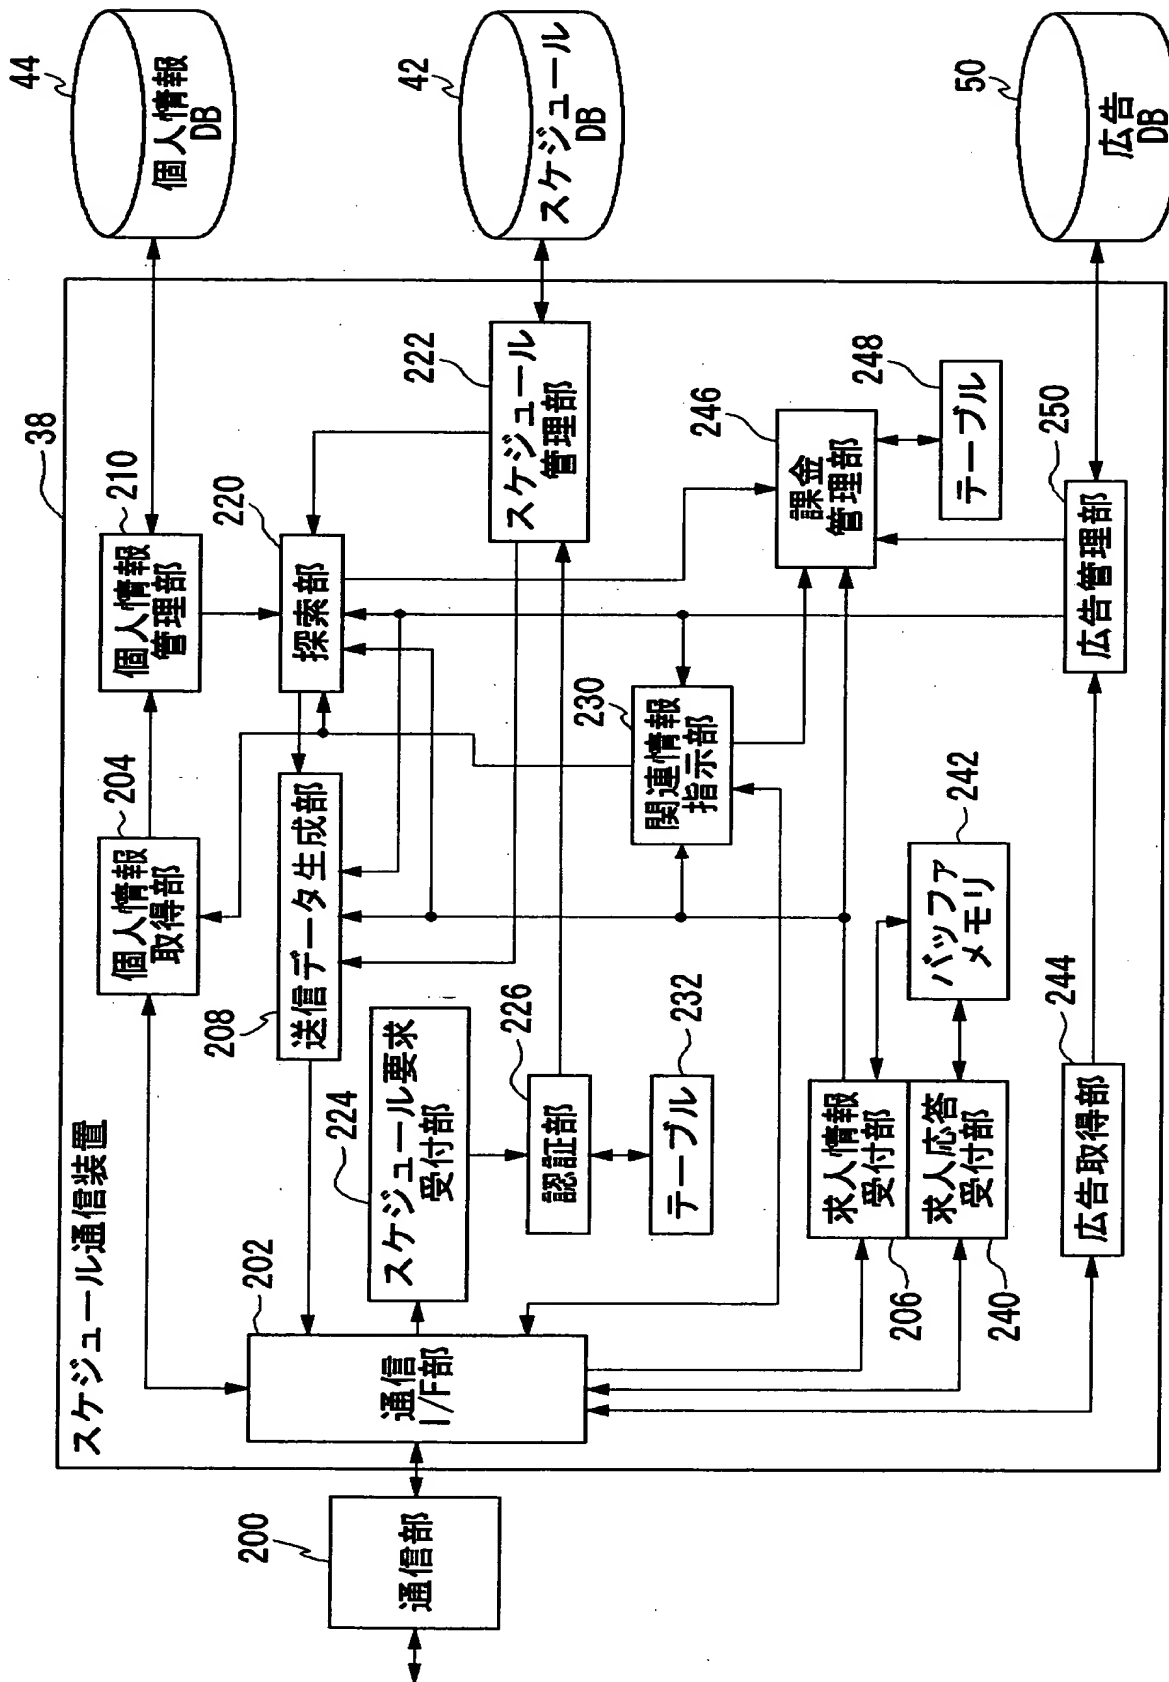 スケジュール通信装置
38
200
通信部
202
通信
I/F部
204
個人情報
取得部
210
個人情報
管理部
44
個人情報
DB
208
送信データ生成部
220
探索部
224
スケジュール要求
受付部
222
スケジュール
管理部
42
スケジュール
DB
226
認証部
232
テーブル
230
関連情報
指示部
246
課金
管理部
248
テーブル
206
求人情報
受付部
240
求人応答
受付部
242
バッファ
メモリ
244
広告取得部
250
広告管理部
50
広告
DB